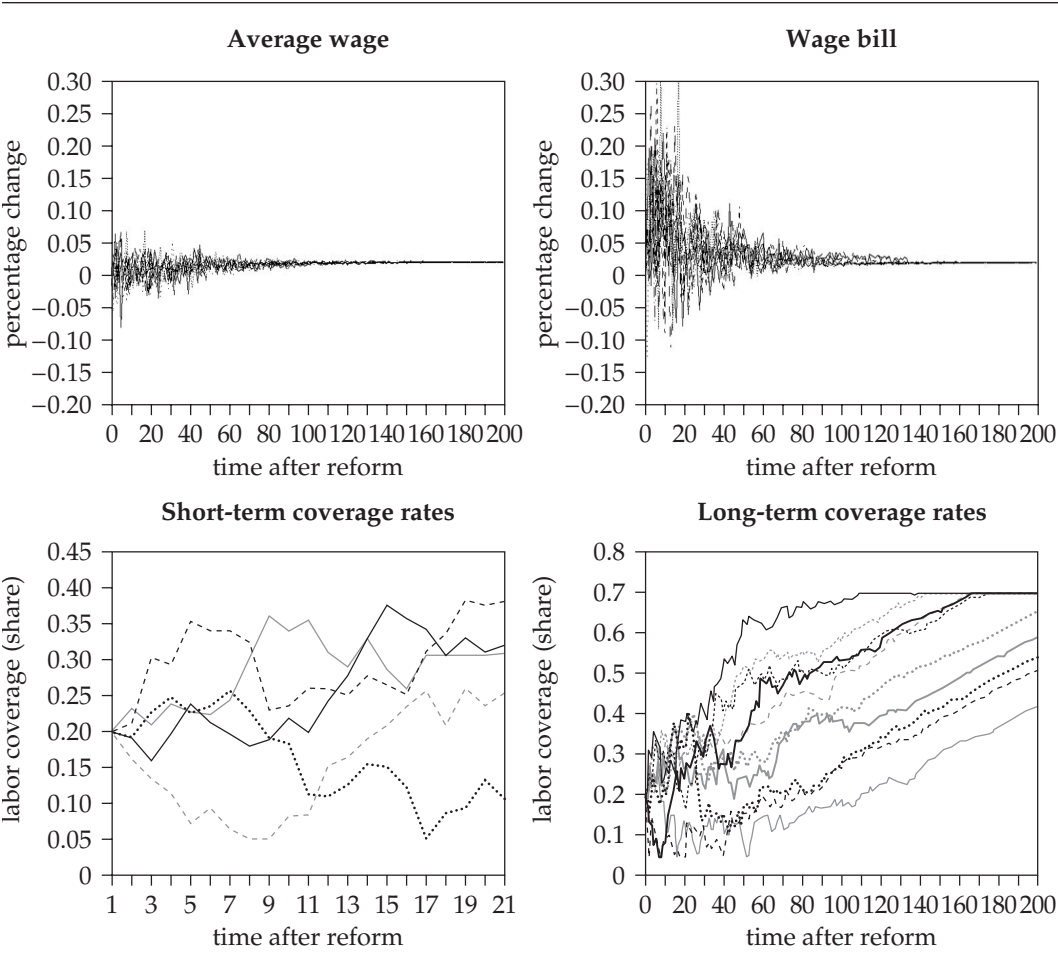 Average wage
percentage change
0.30
0.25
0.20
0.15
0.10
0.05
0
−0.05
−0.10
−0.15
−0.20
0 20 40 60 80 100 120 140 160 180 200
time after reform
Wage bill
percentage change
0.30
0.25
0.20
0.15
0.10
0.05
0
−0.05
−0.10
−0.15
−0.20
0 20 40 60 80 100 120 140 160 180 200
time after reform
Short-term coverage rates
labor coverage (share)
0.45
0.40
0.35
0.30
0.25
0.20
0.15
0.10
0.05
0
1 3 5 7 9 11 13 15 17 19 21
time after reform
Long-term coverage rates
labor coverage (share)
0.8
0.7
0.6
0.5
0.4
0.3
0.2
0.1
0
0 20 40 60 80 100 120 140 160 180 200
time after reform